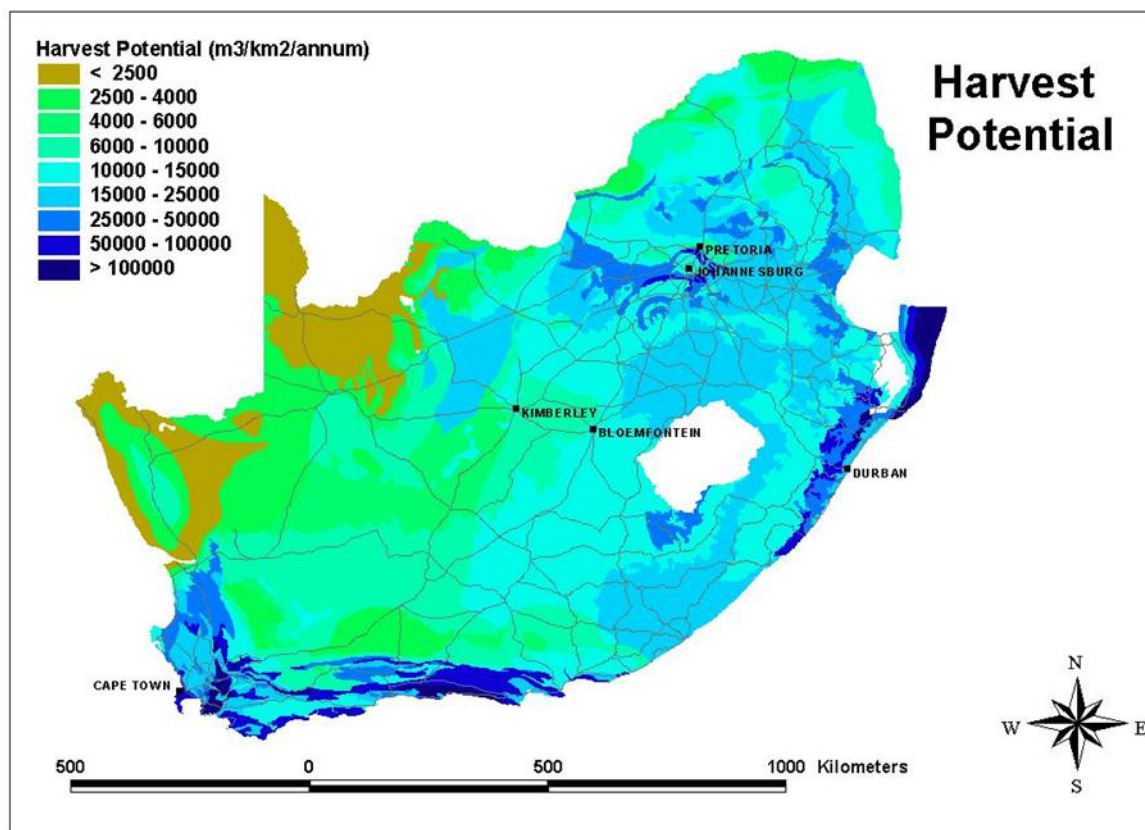 Harvest Potential (m3/km2/annum)
< 2500
2500 - 4000
4000 - 6000
6000 - 10000
10000 - 15000
15000 - 25000
25000 - 50000
50000 - 100000
> 100000
Harvest
Potential
PRETORIA
JOHANNESBURG
KIMBERLEY
BLOEMFONTEIN
DURBAN
CAPE TOWN
N
W
E
S
500
0
500
1000 Kilometers